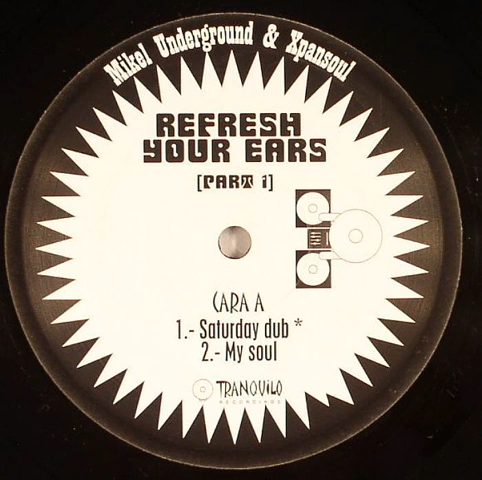 Mikel Underground & Xpansoul
REFRESH
YOUR EARS
[PART 1]
CARA A
1.- Saturday dub *
2.- My soul
TRANQUILO
RECORDINGS